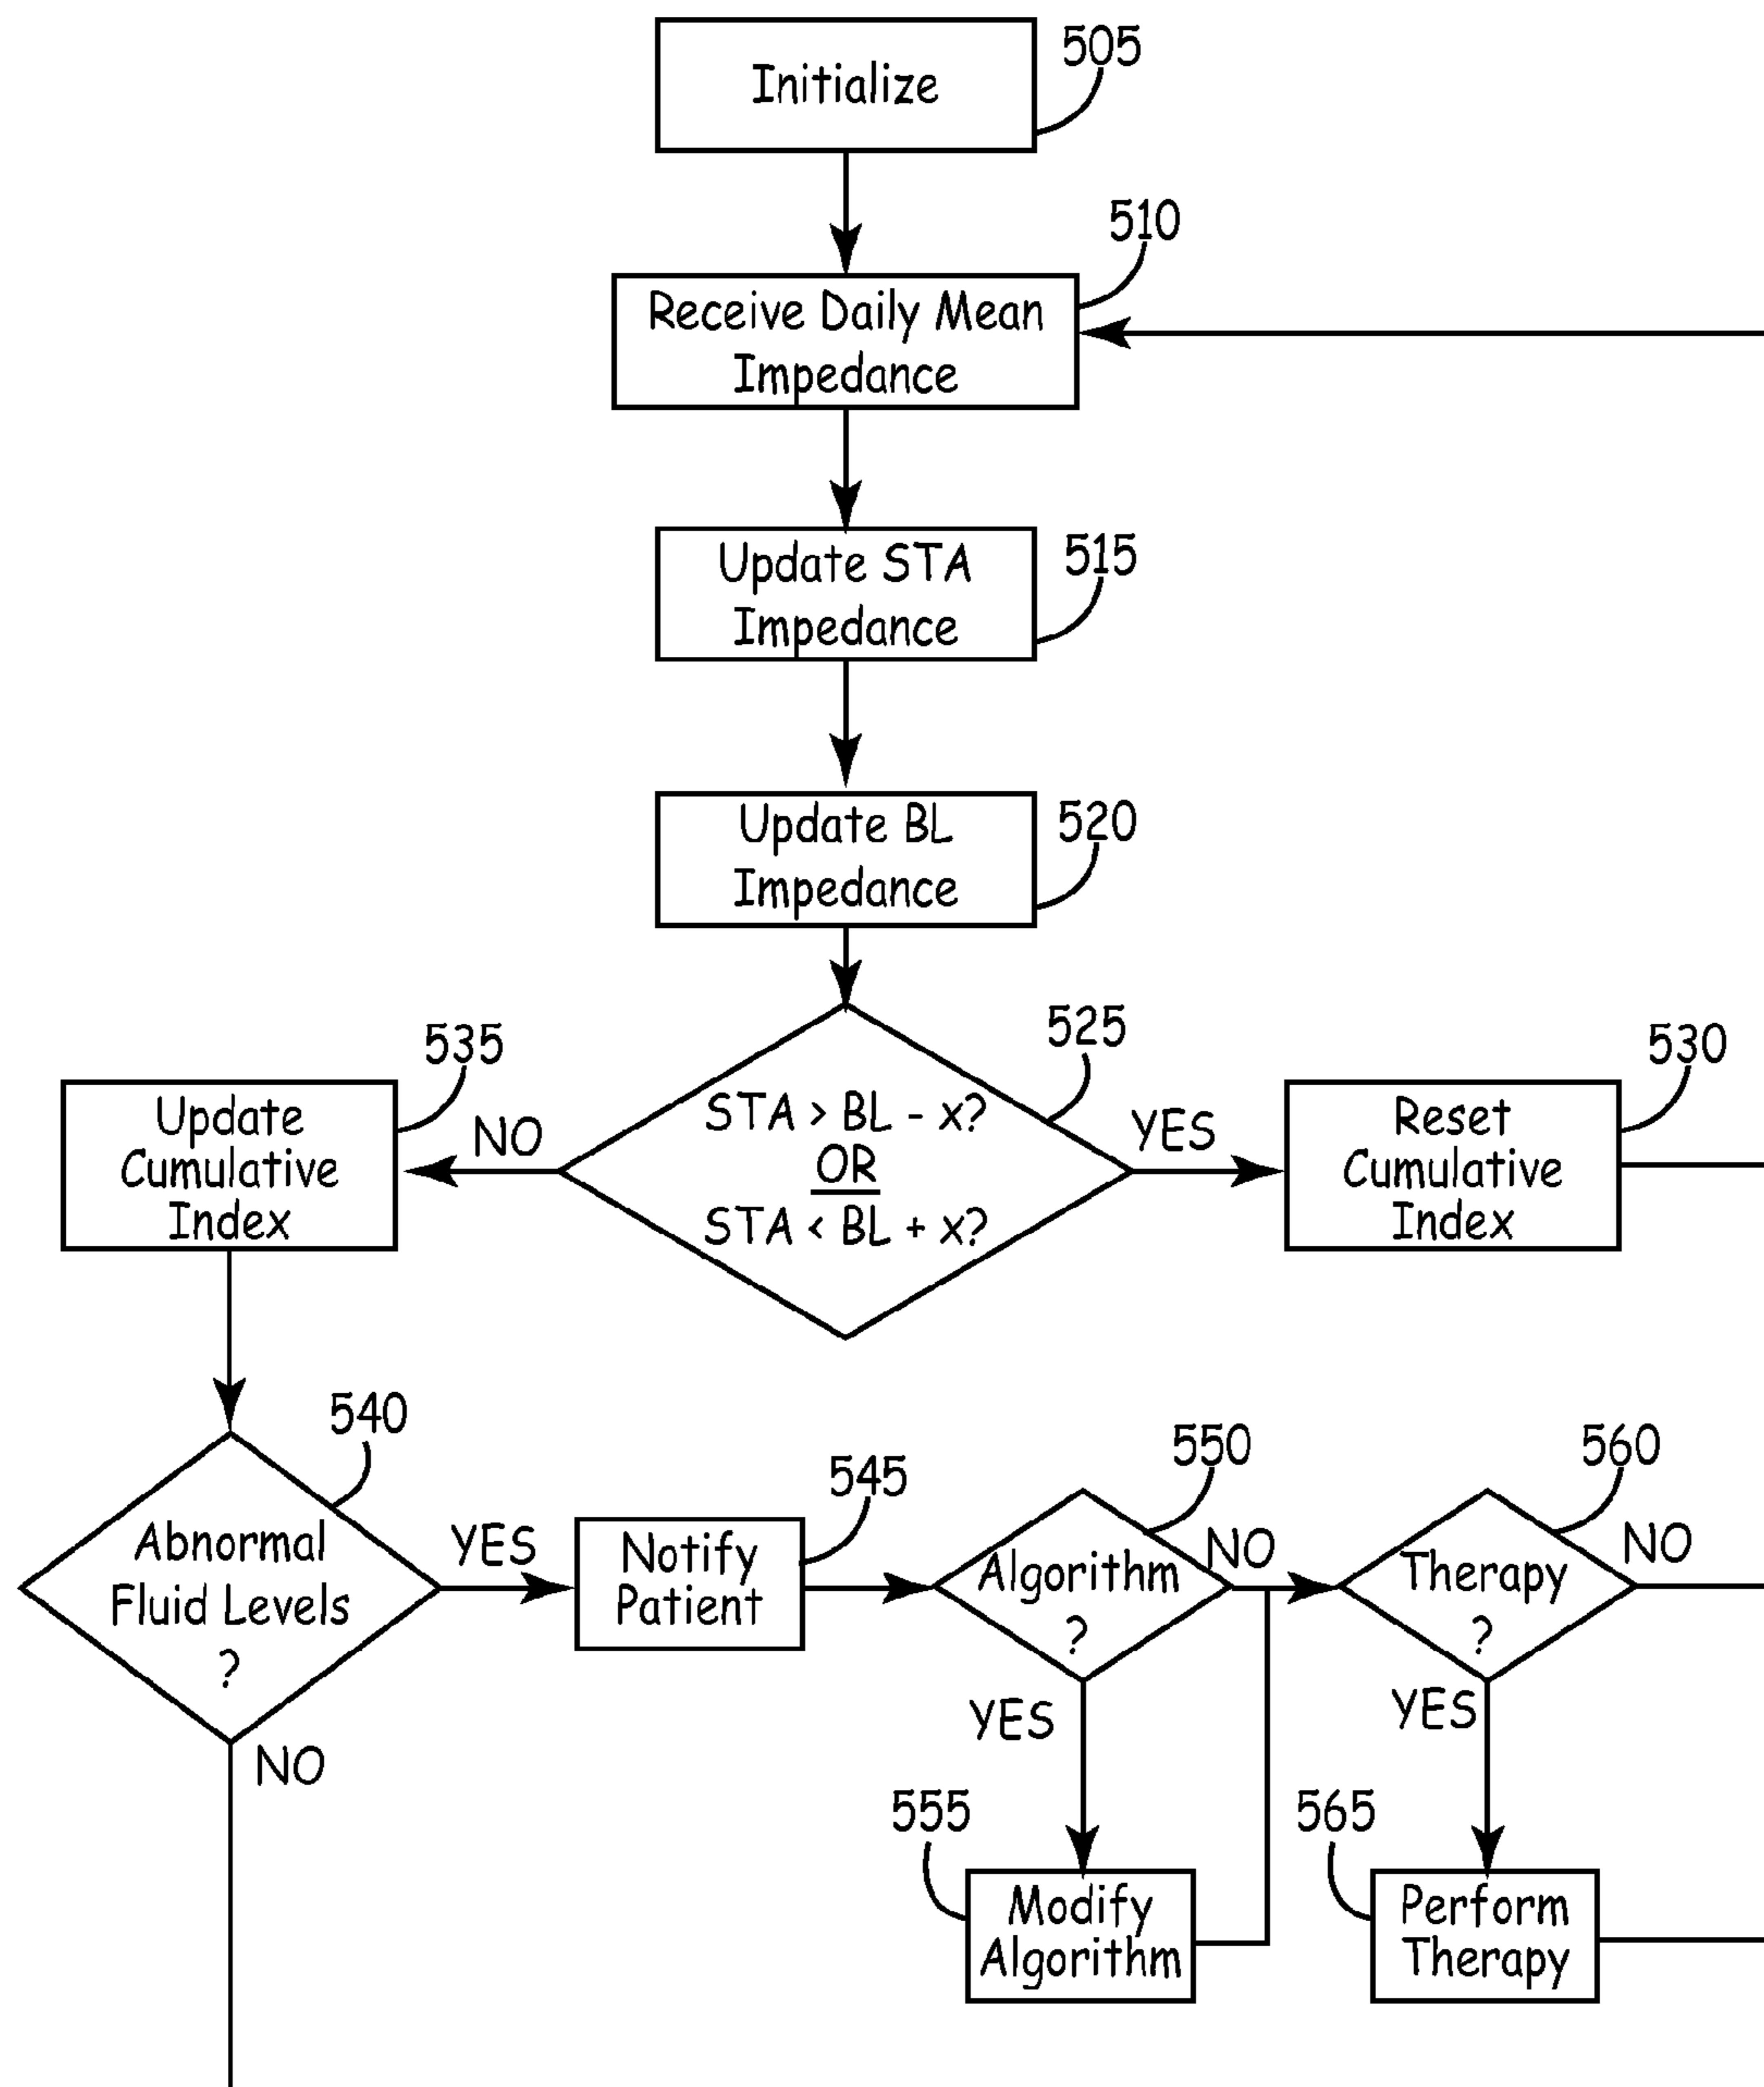 505
Initialize
510
Receive Daily Mean
Impedance
515
Update STA
Impedance
520
Update BL
Impedance
525
535
530
STA > BL - x?
OR
STA < BL + x?
NO
YES
Update
Cumulative
Index
Reset
Cumulative
Index
540
Abnormal
Fluid Levels
?
YES
NO
545
Notify
Patient
550
Algorithm
?
NO
YES
560
Therapy
?
NO
YES
555
Modify
Algorithm
565
Perform
Therapy